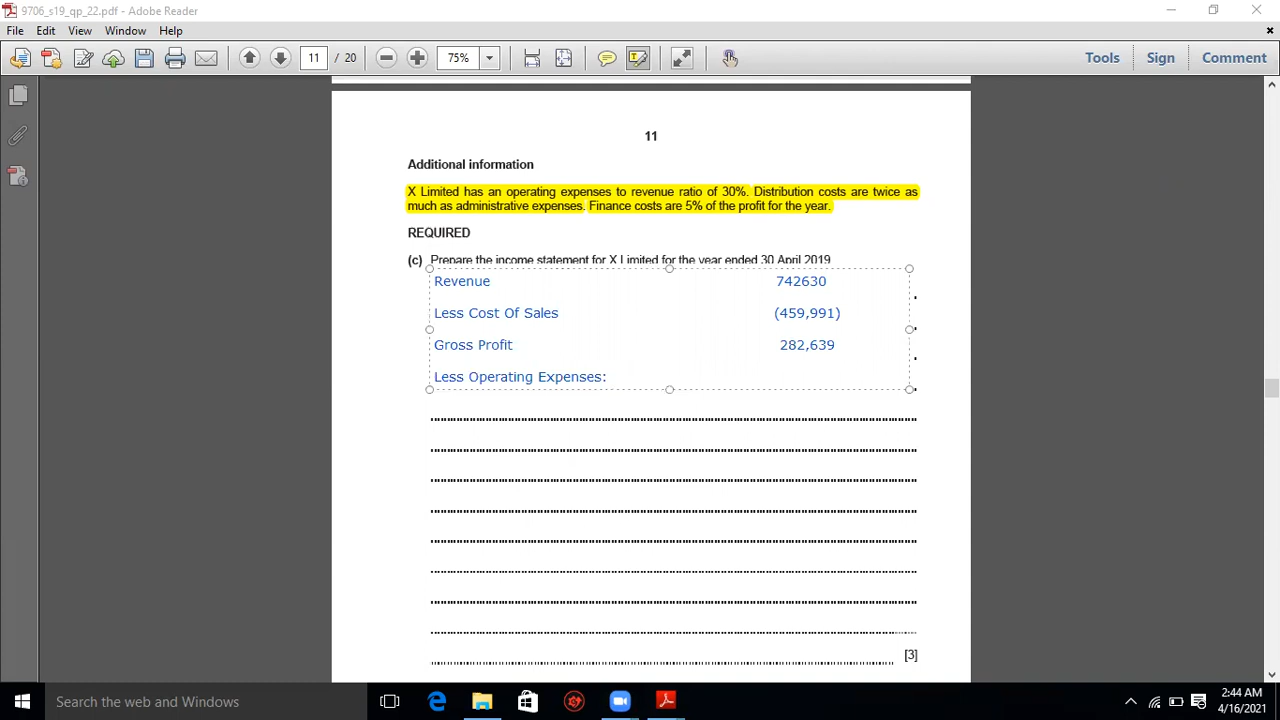 9706_s19_qp_22.pdf - Adobe Reader
File Edit View Window Help
11 / 20 75% Tools Sign Comment
11
Additional information
X Limited has an operating expenses to revenue ratio of 30%. Distribution costs are twice as
much as administrative expenses. Finance costs are 5% of the profit for the year.
REQUIRED
(c) Prepare the income statement for X Limited for the year ended 30 April 2019
Revenue 742630
Less Cost Of Sales (459,991)
Gross Profit 282,639
Less Operating Expenses:
[3]
Search the web and Windows
2:44 AM
4/16/2021